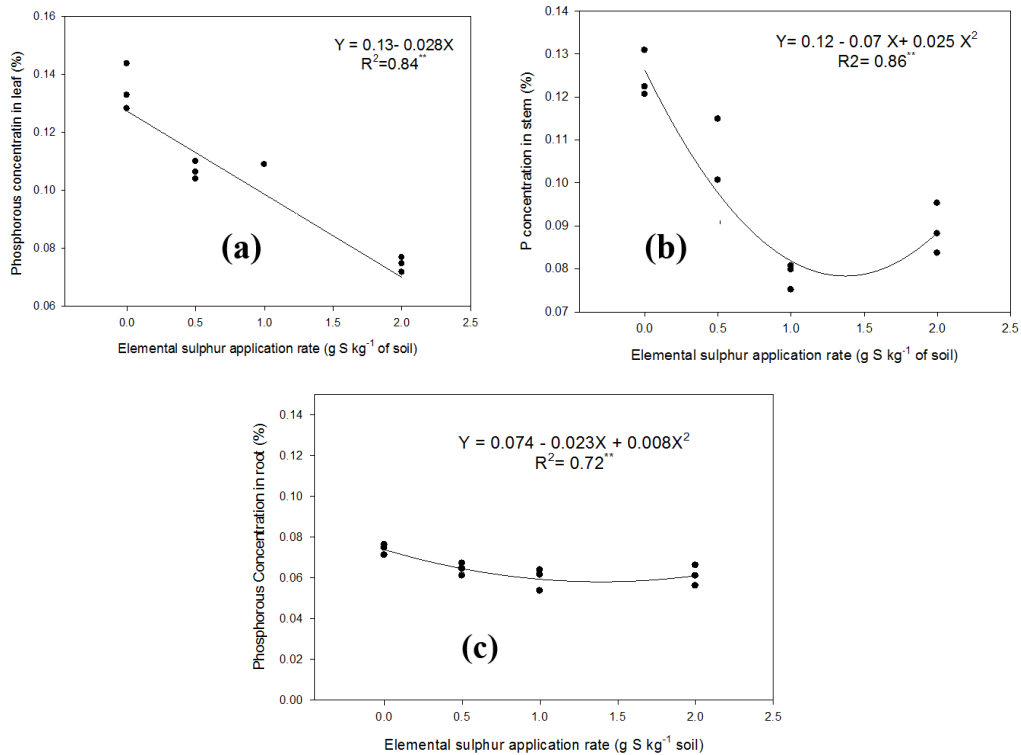 0.16
0.14
0.12
0.10
0.08
0.06
Phosphorous concentratin in leaf (%)
Y = 0.13- 0.028X
R²=0.84**
(a)
0.0 0.5 1.0 1.5 2.0 2.5
Elemental sulphur application rate (g S kg⁻¹ of soil)
0.14
0.13
0.12
0.11
0.10
0.09
0.08
0.07
P concentration in stem (%)
Y= 0.12 - 0.07 X+ 0.025 X²
R2= 0.86**
(b)
0.0 0.5 1.0 1.5 2.0 2.5
Elemental sulphur application rate (g S kg⁻¹ of soil)
0.14
0.12
0.10
0.08
0.06
0.04
0.02
0.00
Phosphorous Concentration in root (%)
Y = 0.074 - 0.023X + 0.008X²
R²= 0.72**
(c)
0.0 0.5 1.0 1.5 2.0 2.5
Elemental sulphur application rate (g S kg⁻¹ soil)